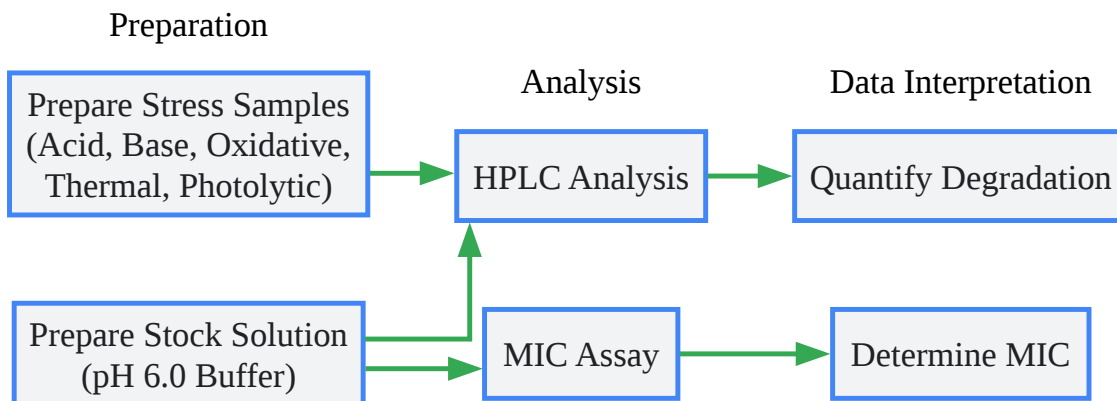 Preparation
Analysis
Data Interpretation
Prepare Stress Samples
(Acid, Base, Oxidative,
Thermal, Photolytic)
HPLC Analysis
Quantify Degradation
Prepare Stock Solution
(pH 6.0 Buffer)
MIC Assay
Determine MIC